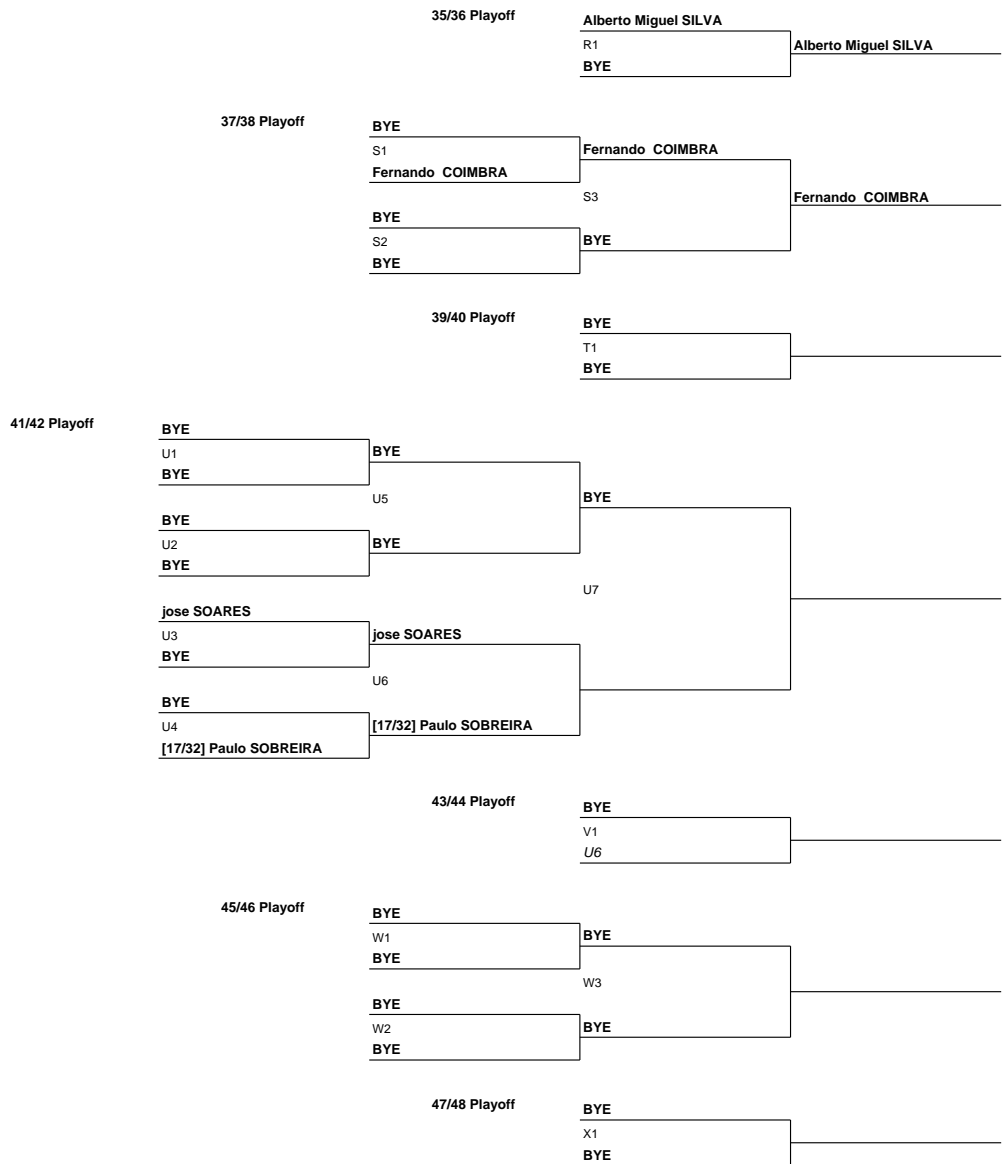 35/36 Playoff
Alberto Miguel SILVA
R1
Alberto Miguel SILVA
BYE
37/38 Playoff
BYE
S1
Fernando COIMBRA
Fernando COIMBRA
S3
Fernando COIMBRA
BYE
S2
BYE
BYE
39/40 Playoff
BYE
T1
BYE
41/42 Playoff
BYE
U1
BYE
BYE
U5
BYE
BYE
U2
BYE
BYE
U7
jose SOARES
U3
jose SOARES
BYE
U6
BYE
U4
[17/32] Paulo SOBREIRA
[17/32] Paulo SOBREIRA
43/44 Playoff
BYE
V1
U6
45/46 Playoff
BYE
W1
BYE
BYE
W3
BYE
W2
BYE
BYE
47/48 Playoff
BYE
X1
BYE